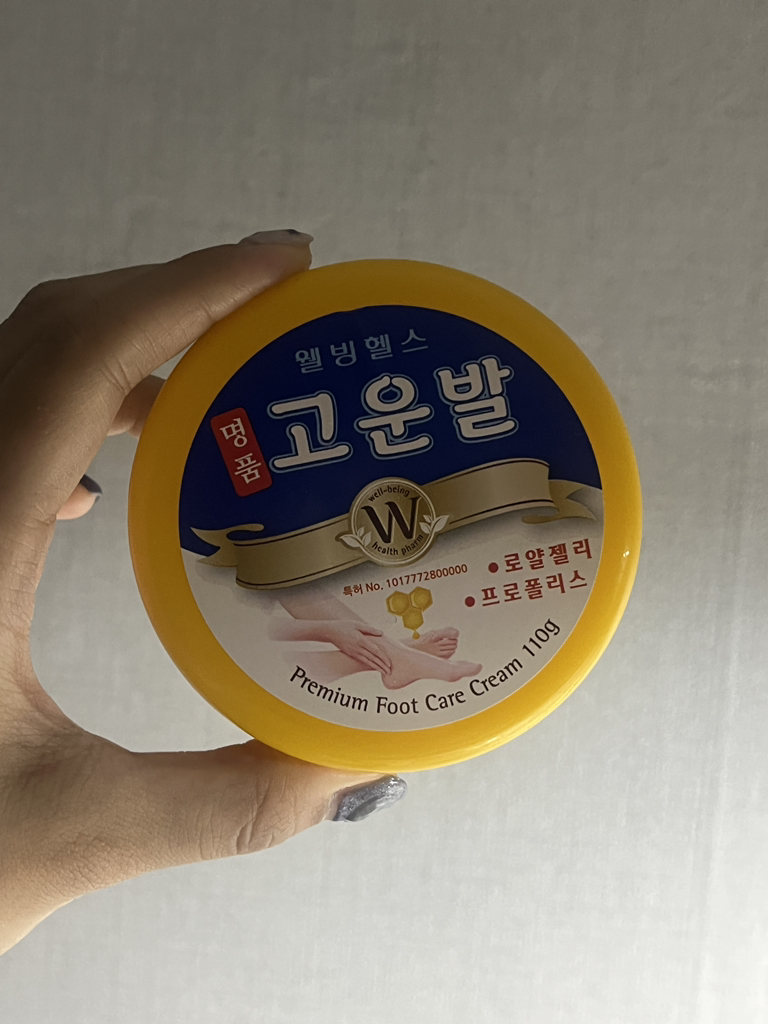 웰빙헬스
명품
고운발
well-being
W
health pharm
특허 No. 1017772800000
• 로얄젤리
• 프로폴리스
Premium Foot Care Cream 110g